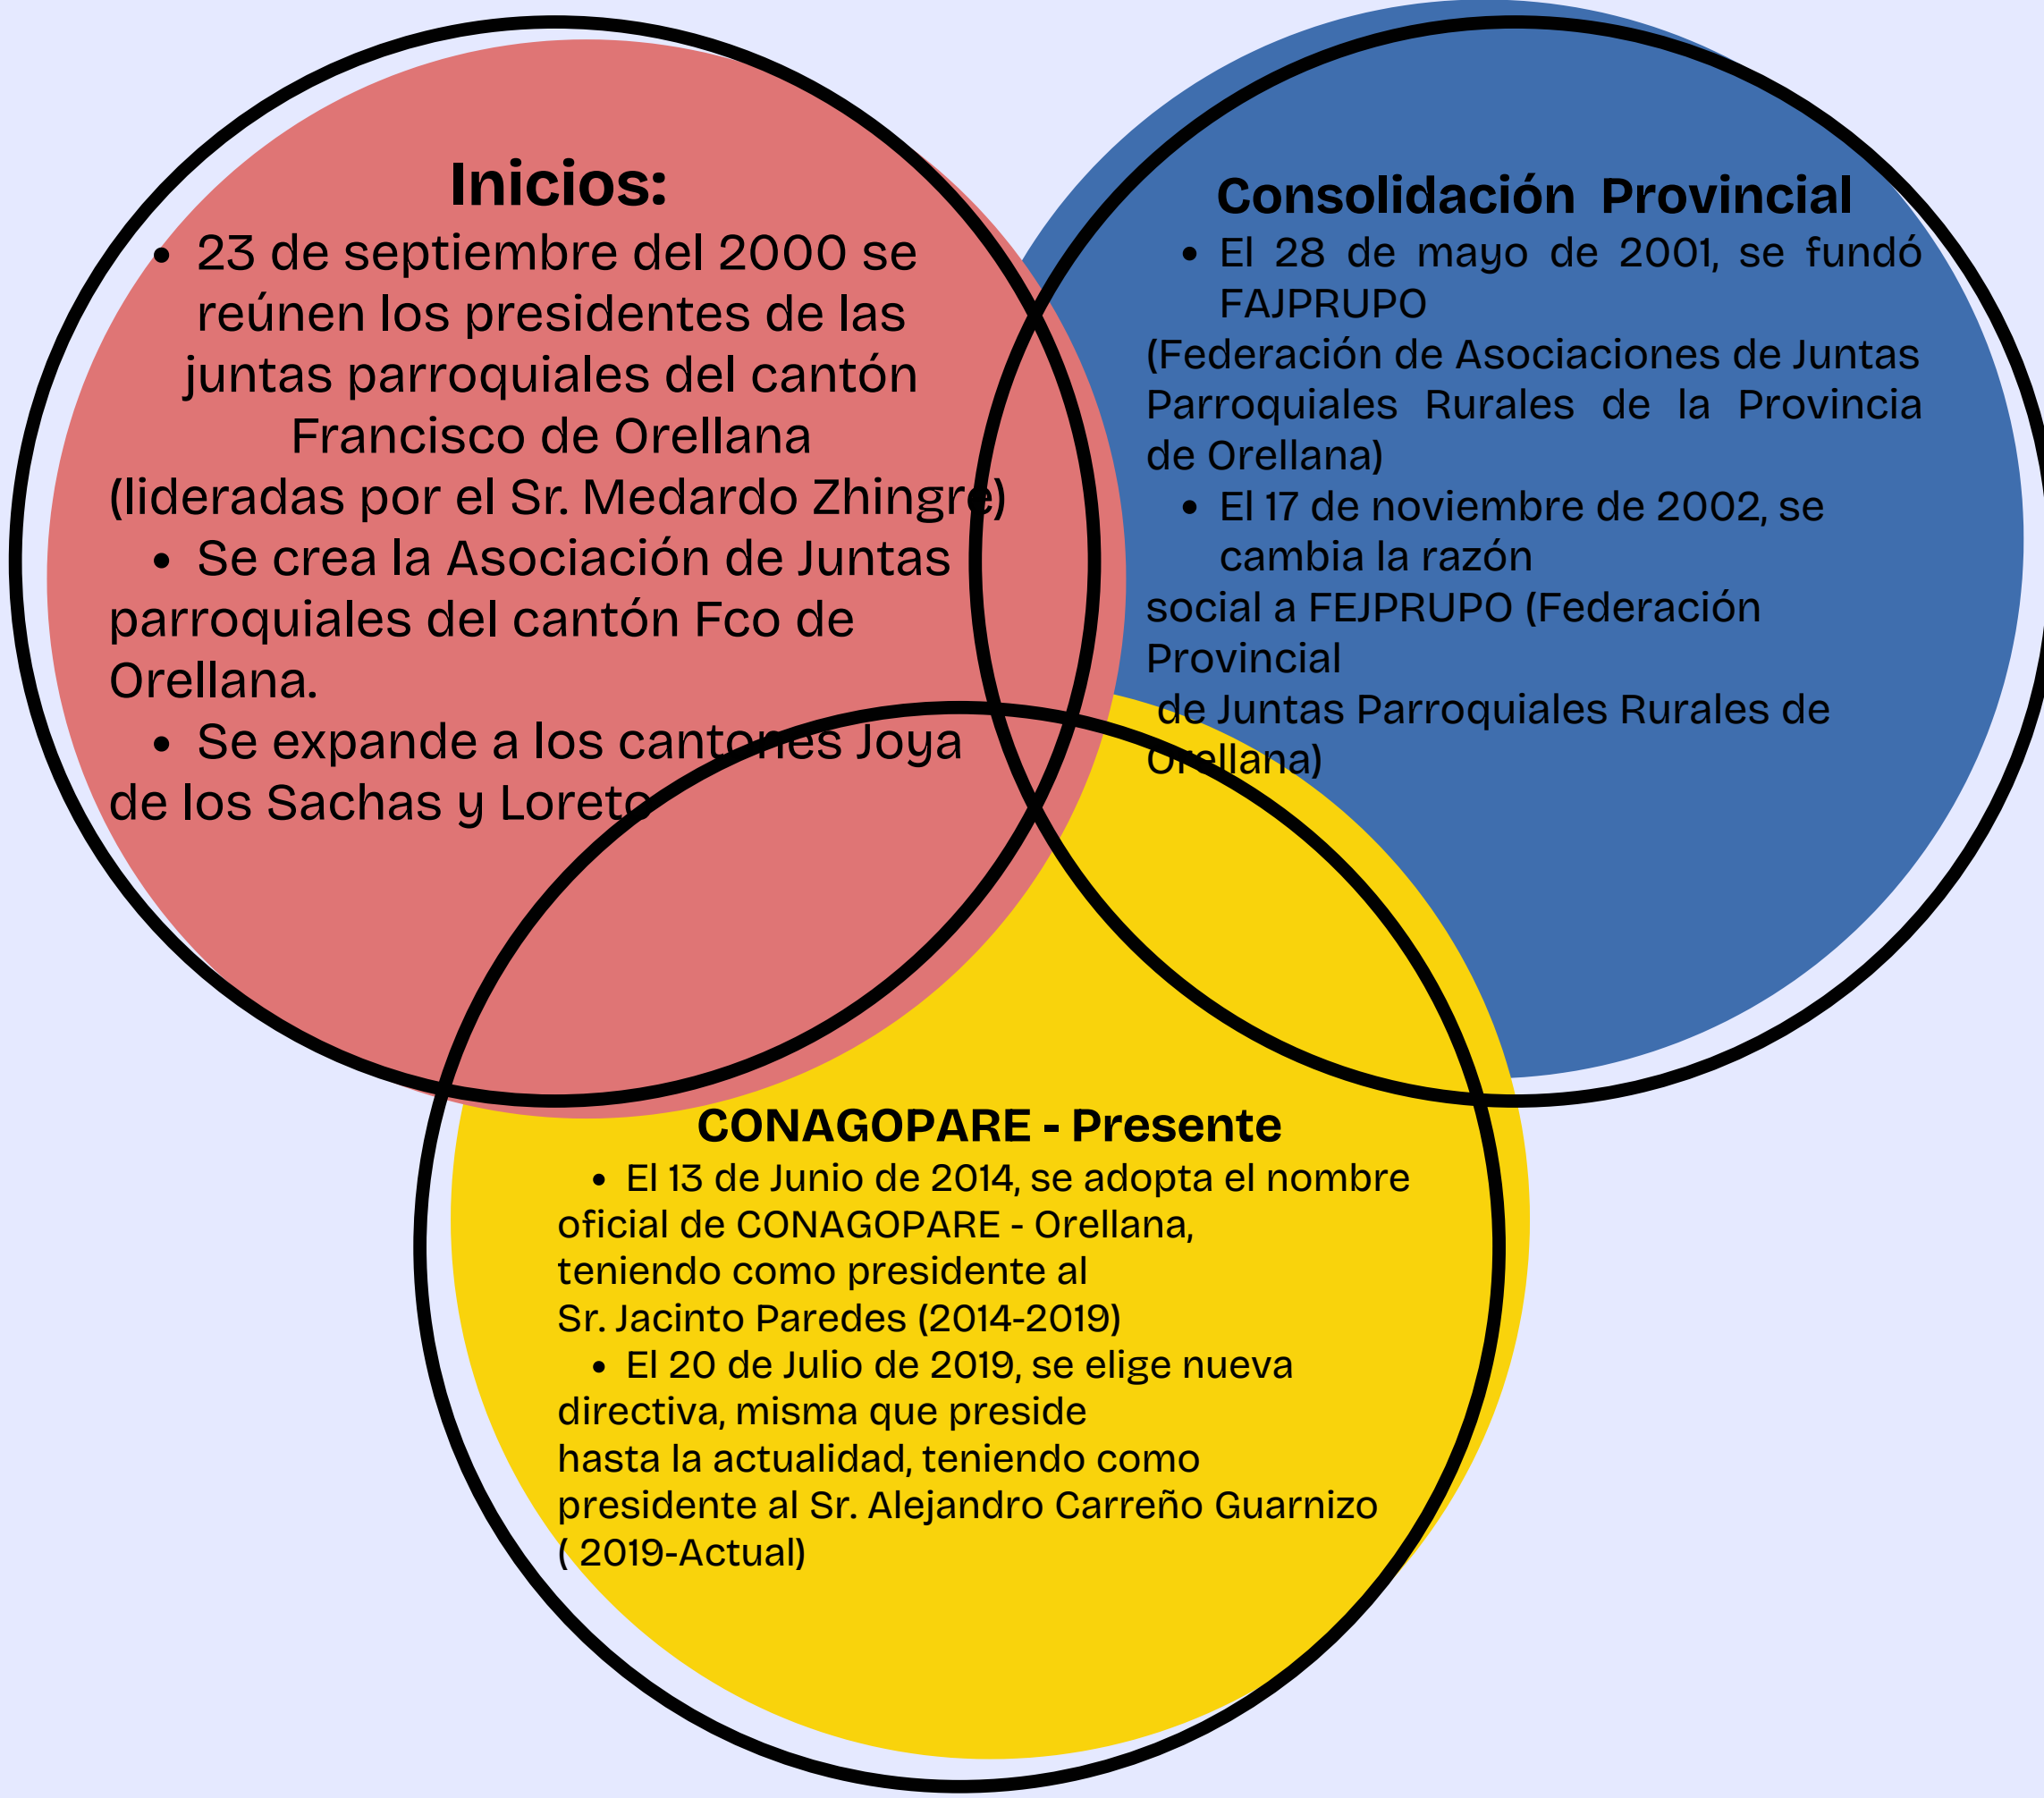 Inicios:
• 23 de septiembre del 2000 se
reúnen los presidentes de las
juntas parroquiales del cantón
Francisco de Orellana
(lideradas por el Sr. Medardo Zhingre)
• Se crea la Asociación de Juntas
parroquiales del cantón Fco de
Orellana.
• Se expande a los cantones Joya
de los Sachas y Loreto
Consolidación Provincial
• El 28 de mayo de 2001, se fundó
FAJPRUPO
(Federación de Asociaciones de Juntas
Parroquiales Rurales de la Provincia
de Orellana)
• El 17 de noviembre de 2002, se
cambia la razón
social a FEJPRUPO (Federación
Provincial
de Juntas Parroquiales Rurales de
Orellana)
CONAGOPARE - Presente
• El 13 de Junio de 2014, se adopta el nombre
oficial de CONAGOPARE - Orellana,
teniendo como presidente al
Sr. Jacinto Paredes (2014-2019)
• El 20 de Julio de 2019, se elige nueva
directiva, misma que preside
hasta la actualidad, teniendo como
presidente al Sr. Alejandro Carreño Guarnizo
( 2019-Actual)